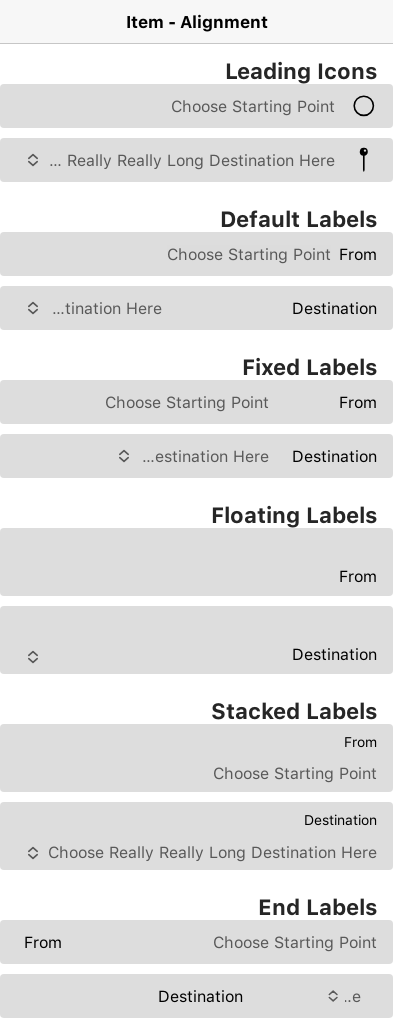 Item - Alignment
Leading Icons
Choose Starting Point
... Really Really Long Destination Here
Default Labels
Choose Starting Point From
...tination Here Destination
Fixed Labels
Choose Starting Point From
...estination Here Destination
Floating Labels
From
Destination
Stacked Labels
From
Choose Starting Point
Destination
Choose Really Really Long Destination Here
End Labels
From Choose Starting Point
Destination ..e